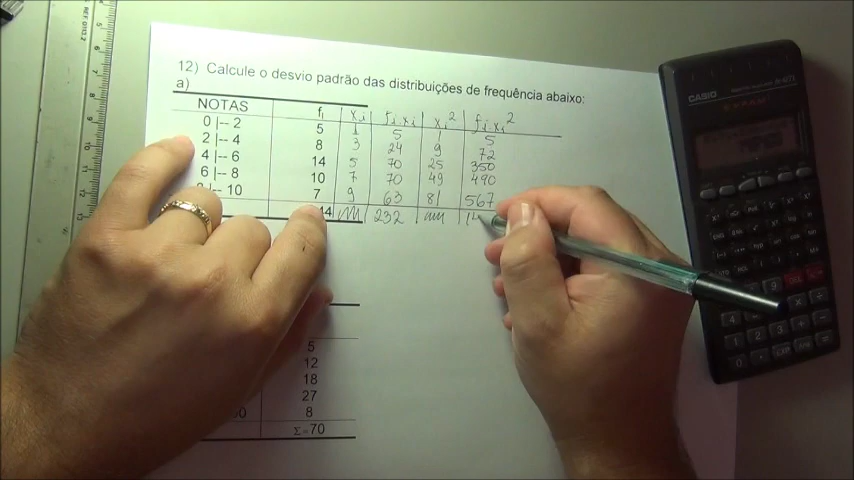 12) Calcule o desvio padrão das distribuições de frequência abaixo:
a)
NOTAS fi xi fi.xi xi² fi.xi²
0 |-- 2 5 1 5 1 5
2 |-- 4 8 3 24 9 72
4 |-- 6 14 5 70 25 350
6 |-- 8 10 7 70 49 490
|-- 10 7 9 63 81 567
44 232 14
5
12
18
27
8
Σ=70
CASIO